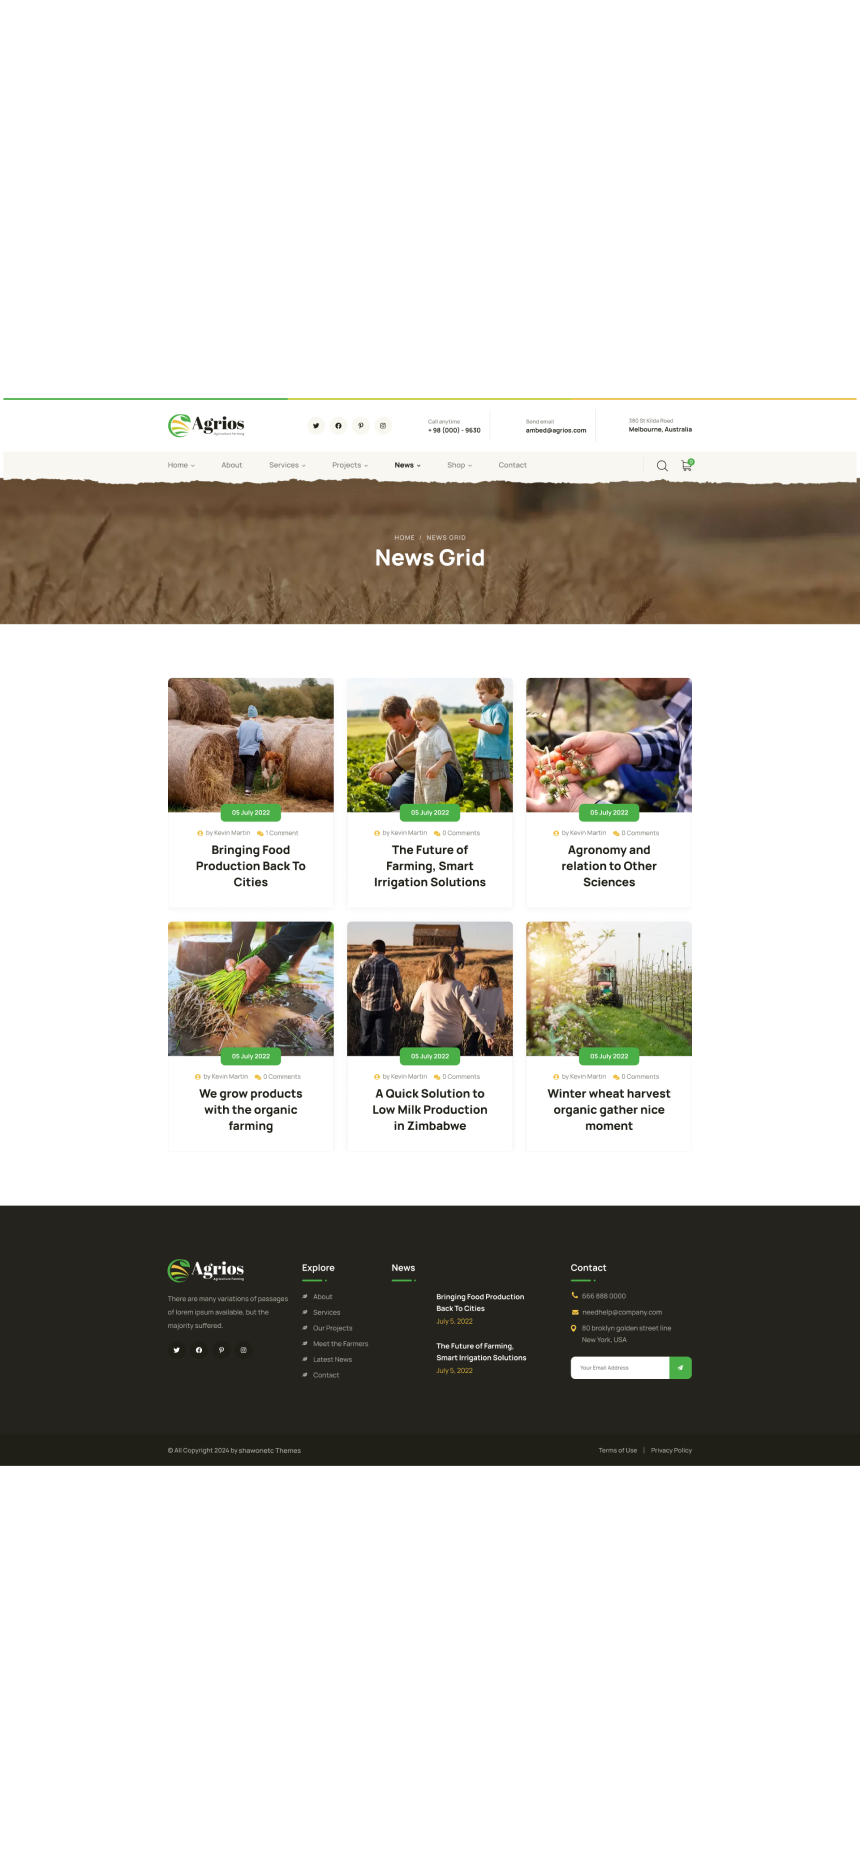 Agrios
Agriculture Farming
Call anytime
+ 98 (000) - 9630
Send email
ambed@agrios.com
380 St Kilda Road
Melbourne, Australia
Home
About
Services
Projects
News
Shop
Contact
0
HOME / NEWS GRID
News Grid
05 July 2022
by Kevin Martin 1 Comment
Bringing Food
Production Back To
Cities
05 July 2022
by Kevin Martin 0 Comments
The Future of
Farming, Smart
Irrigation Solutions
05 July 2022
by Kevin Martin 0 Comments
Agronomy and
relation to Other
Sciences
05 July 2022
by Kevin Martin 0 Comments
We grow products
with the organic
farming
05 July 2022
by Kevin Martin 0 Comments
A Quick Solution to
Low Milk Production
in Zimbabwe
05 July 2022
by Kevin Martin 0 Comments
Winter wheat harvest
organic gather nice
moment
Agrios
Agriculture Farming
There are many variations of passages
of lorem ipsum available, but the
majority suffered.
Explore
About
Services
Our Projects
Meet the Farmers
Latest News
Contact
News
Bringing Food Production
Back To Cities
July 5, 2022
The Future of Farming,
Smart Irrigation Solutions
July 5, 2022
Contact
666 888 0000
needhelp@company.com
80 broklyn golden street line
New York, USA
Your Email Address
© All Copyright 2024 by shawonetc Themes
Terms of Use | Privacy Policy